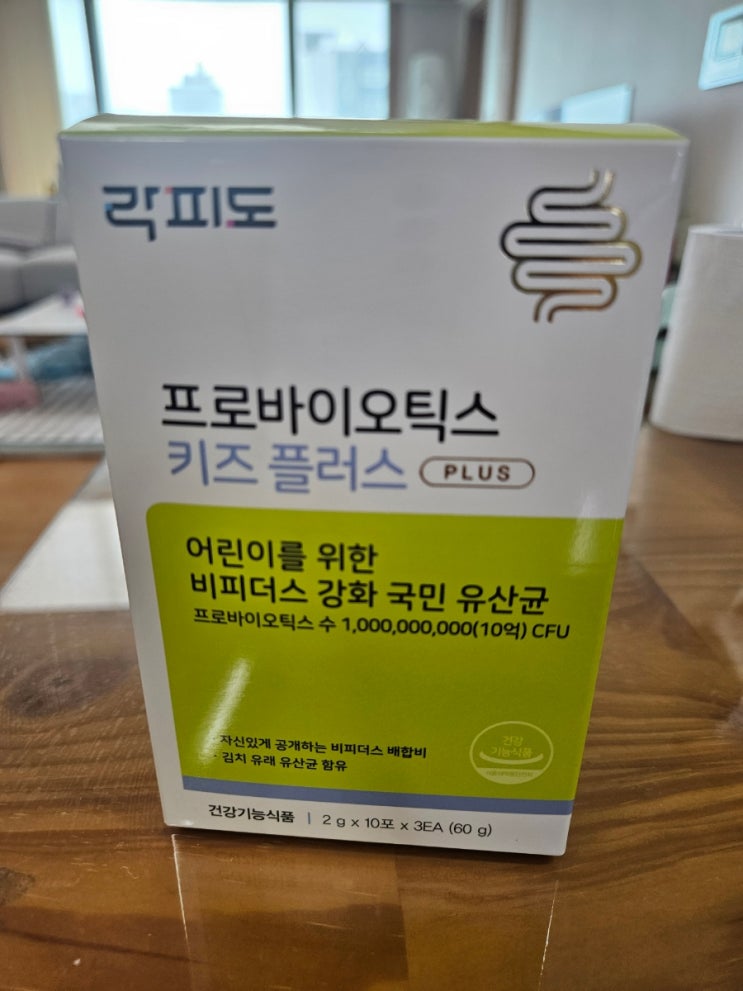 락피도
프로바이오틱스
키즈 플러스 PLUS
어린이를 위한
비피더스 강화 국민 유산균
프로바이오틱스 수 1,000,000,000(10억) CFU
· 자신있게 공개하는 비피더스 배합비
· 김치 유래 유산균 함유
건강
기능식품
건강기능식품 | 2 g x 10포 x 3EA (60 g)